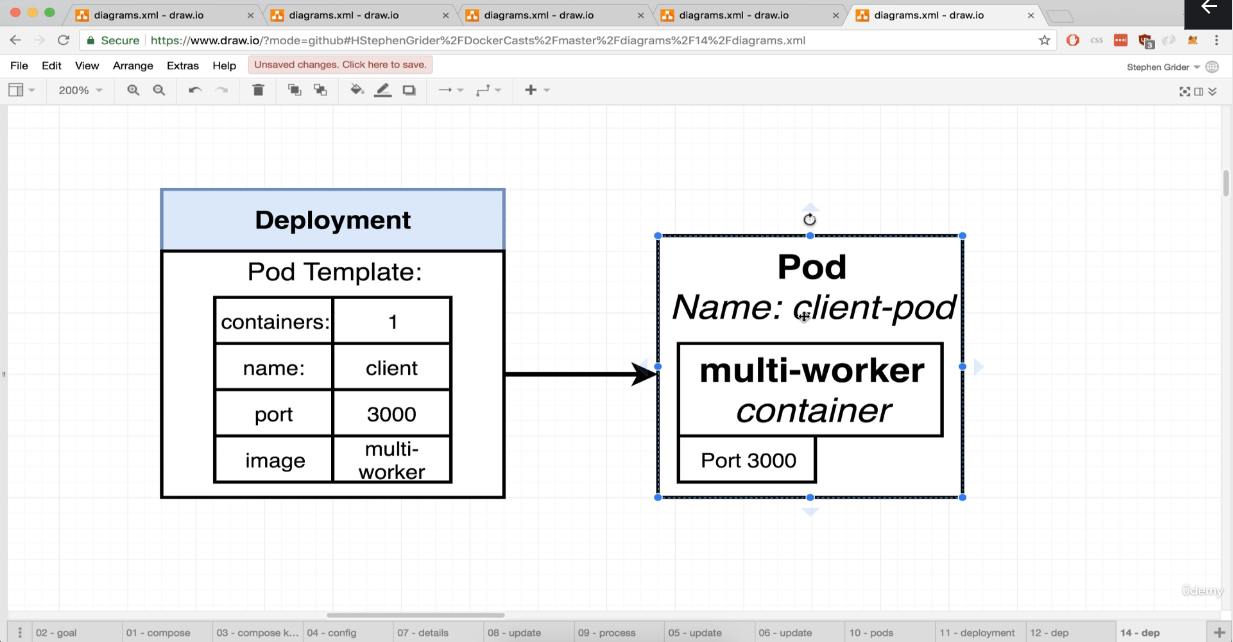 diagrams.xml - draw.io
diagrams.xml - draw.io
diagrams.xml - draw.io
diagrams.xml - draw.io
diagrams.xml - draw.io
Secure
https://www.draw.io/?mode=github#HStephenGrider%2FDockerCasts%2Fmaster%2Fdiagrams%2F14%2Fdiagrams.xml
CSS
3
File Edit View Arrange Extras Help
Unsaved changes. Click here to save.
Stephen Grider
200%
Deployment
Pod Template:
containers: 1
name: client
port 3000
image multi-
worker
Pod
Name: client-pod
multi-worker
container
Port 3000
ûdemy
02 - goal
01 - compose
03 - compose k...
04 - config
07 - details
08 - update
09 - process
05 - update
06 - update
10 - pods
11 - deployment
12 - dep
14 - dep